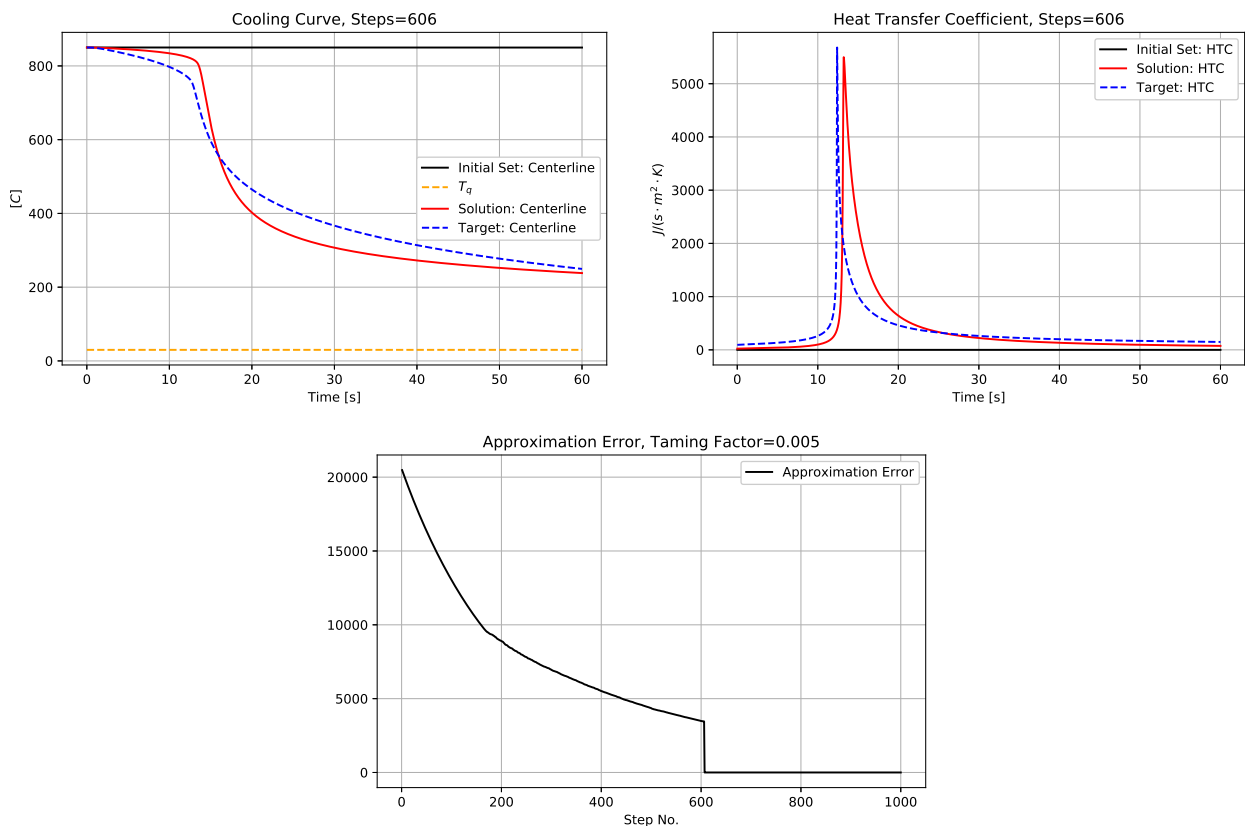 Cooling Curve, Steps=606
[C]
800
600
400
200
0
Initial Set: Centerline
T_q
Solution: Centerline
Target: Centerline
0 10 20 30 40 50 60
Time [s]
Heat Transfer Coefficient, Steps=606
J/(s · m² · K)
5000
4000
3000
2000
1000
0
Initial Set: HTC
Solution: HTC
Target: HTC
0 10 20 30 40 50 60
Time [s]
Approximation Error, Taming Factor=0.005
20000
15000
10000
5000
0
Approximation Error
0 200 400 600 800 1000
Step No.